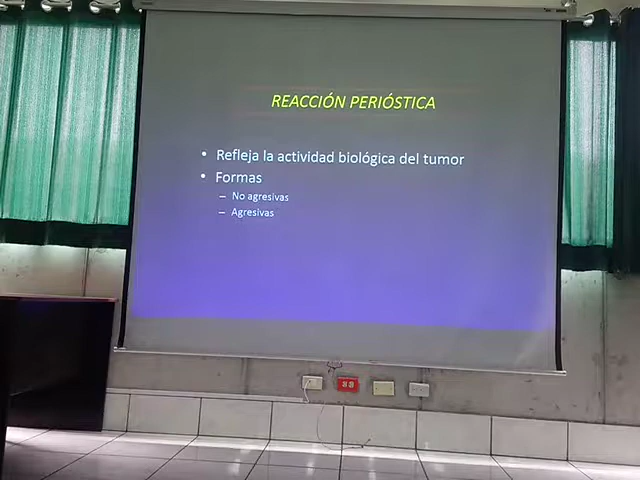 REACCIÓN PERIÓSTICA
• Refleja la actividad biológica del tumor
• Formas
– No agresivas
– Agresivas